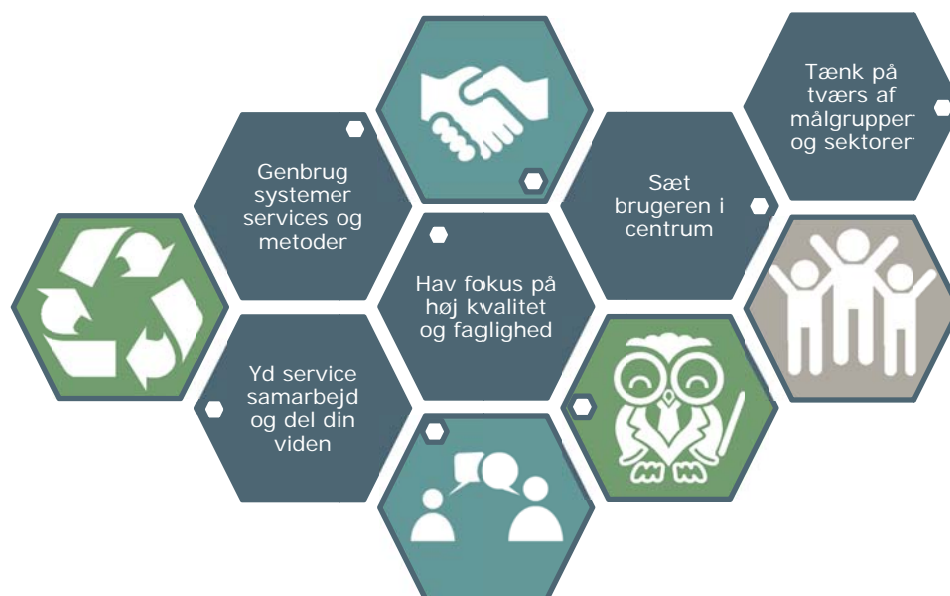 Genbrug
systemer
services og
metoder
Yd service
samarbejd
og del din
viden
Hav fokus på
høj kvalitet
og faglighed
Sæt
brugeren i
centrum
Tænk på
tværs af
målgrupper
og sektorer